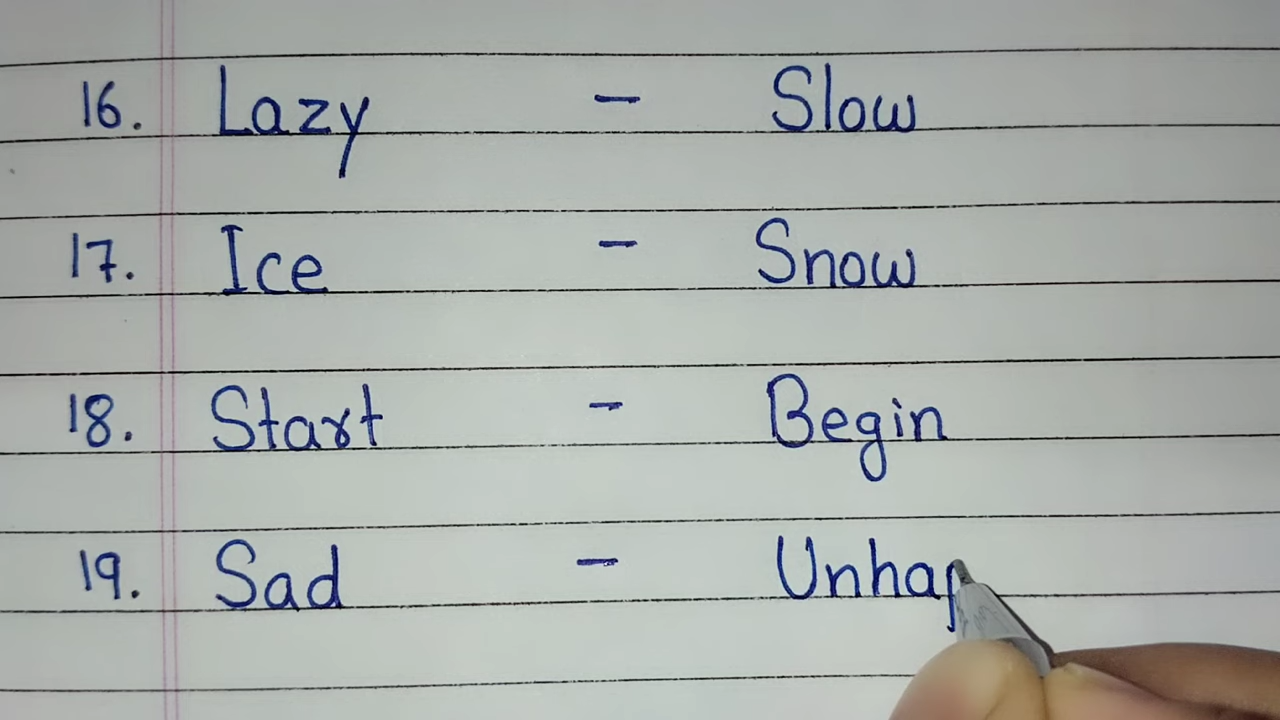 16. Lazy - Slow
17. Ice - Snow
18. Start - Begin
19. Sad - Unhap